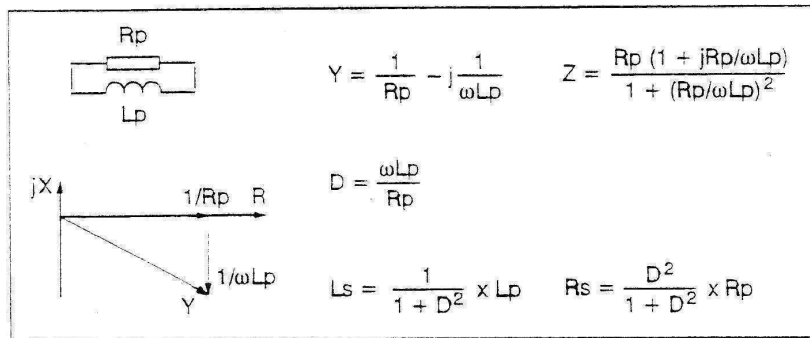 Rp
Lp
Y = 1/Rp - j 1/ωLp
Z = Rp (1 + jRp/ωLp) / 1 + (Rp/ωLp)²
jX
1/Rp
R
1/ωLp
Y
D = ωLp/Rp
Ls = 1/1 + D² x Lp
Rs = D²/1 + D² x Rp